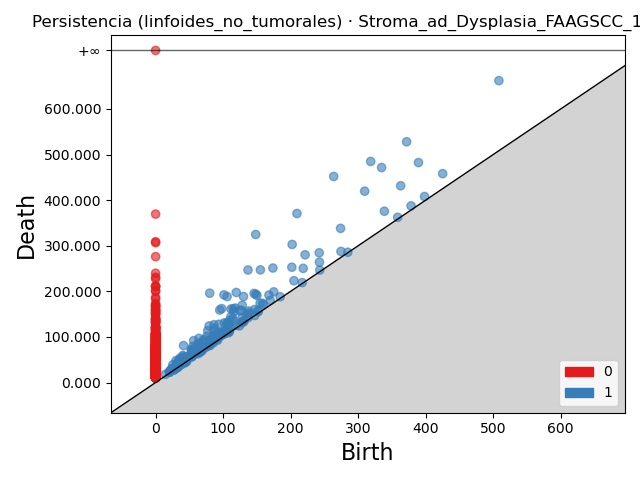 Persistencia (linfoides_no_tumorales) · Stroma_ad_Dysplasia_FAAGSCC_1
+∞
600.000
500.000
400.000
300.000
200.000
100.000
0.000
Death
0
1
0 100 200 300 400 500 600
Birth